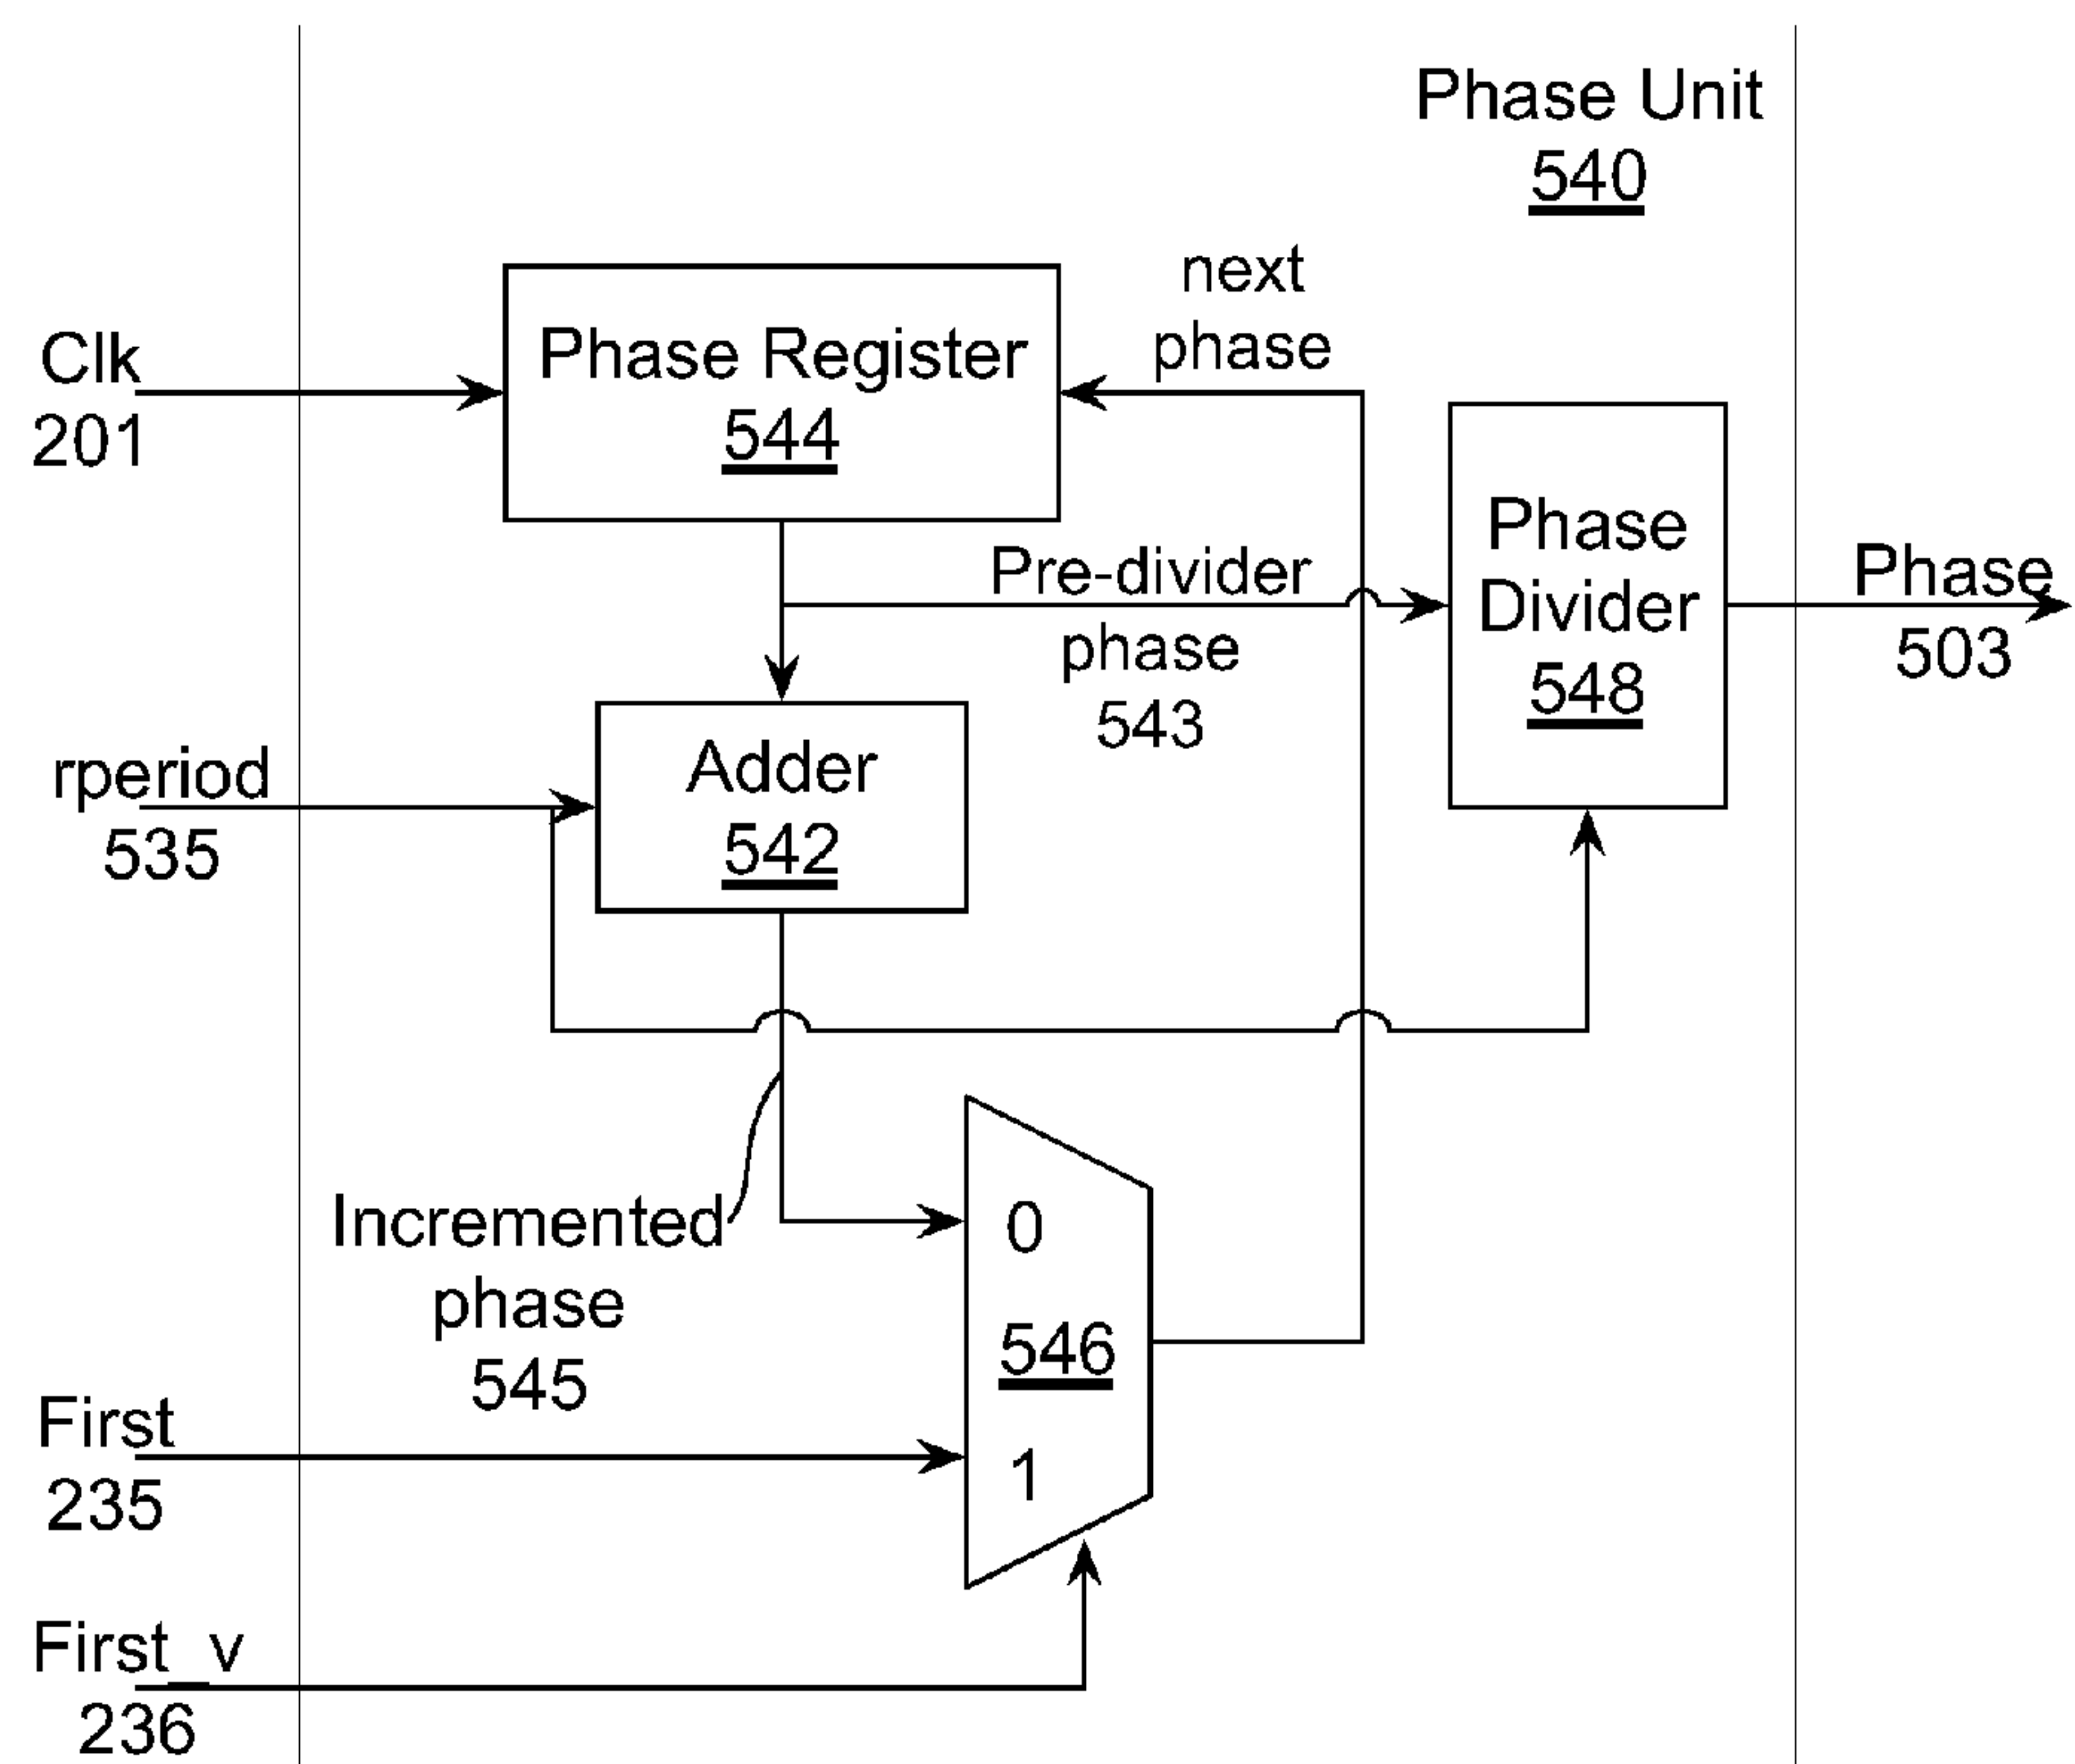 Phase Unit
540
next
phase
Clk
201
Phase Register
544
Pre-divider
phase
543
Phase
Divider
548
Phase
503
rperiod
535
Adder
542
Incremented
phase
545
0
546
1
First
235
First_v
236